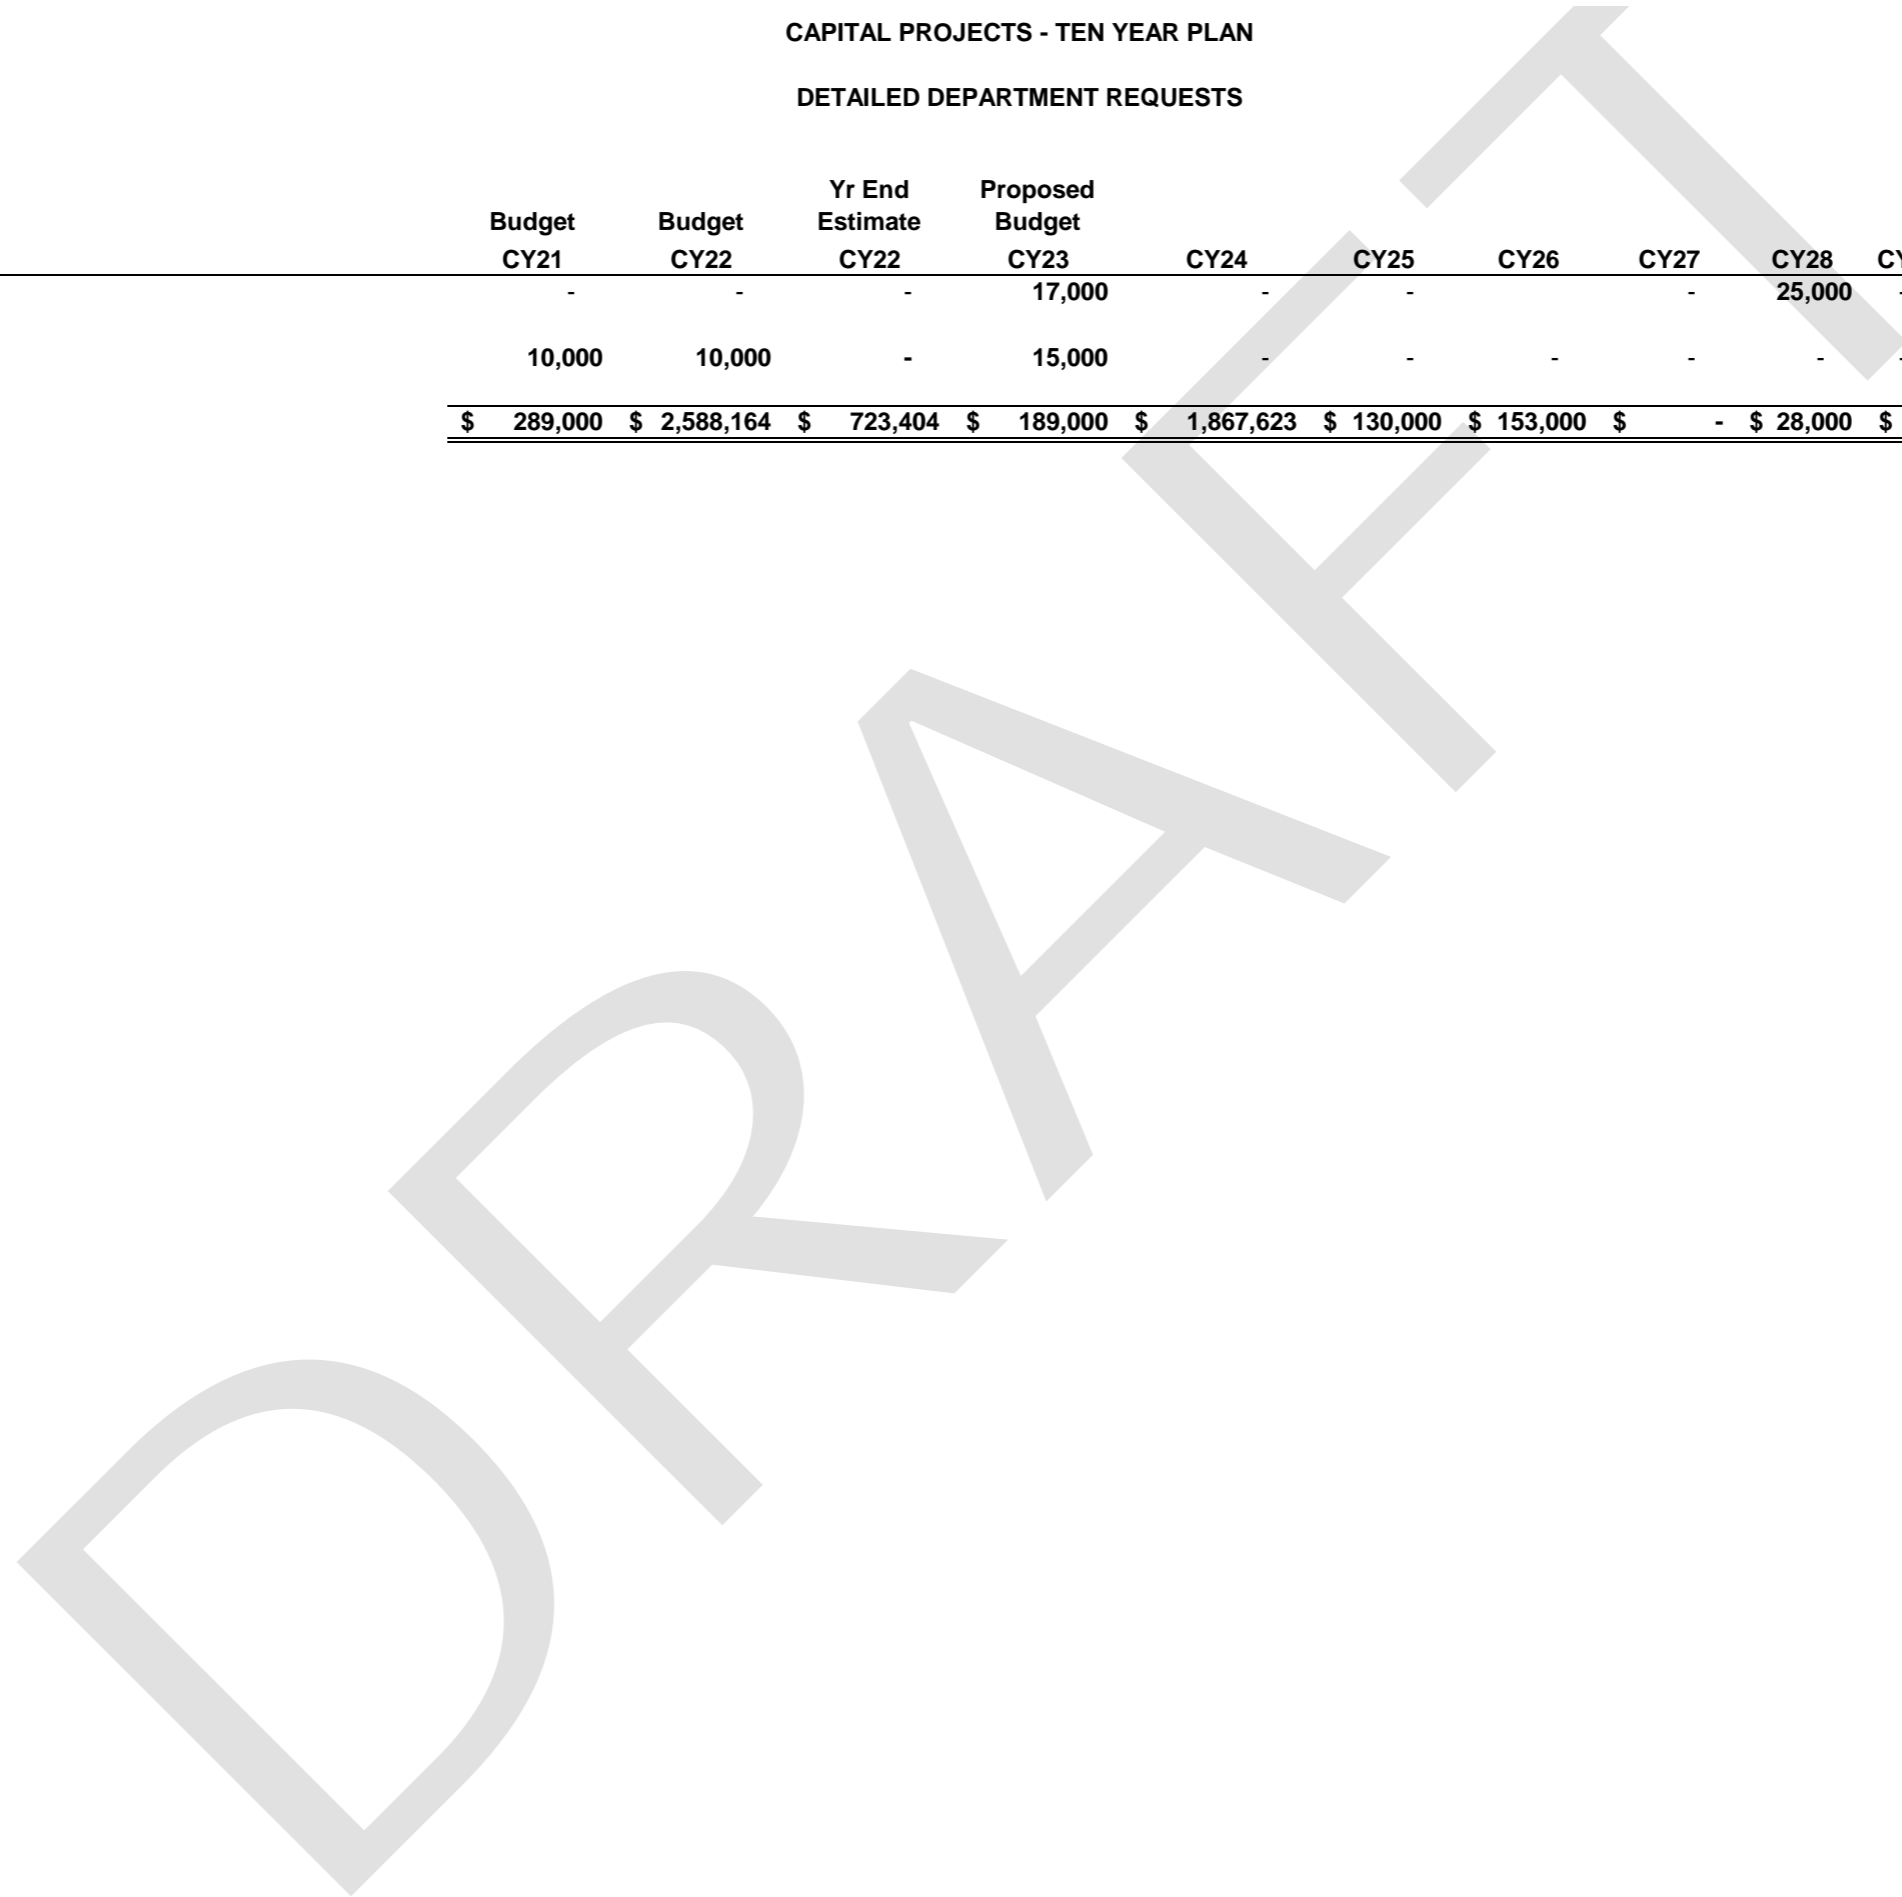 CAPITAL PROJECTS - TEN YEAR PLAN
DETAILED DEPARTMENT REQUESTS
Yr End Proposed
Budget Budget Estimate Budget
CY21 CY22 CY22 CY23 CY24 CY25 CY26 CY27 CY28 CY
- - - 17,000 - - - 25,000 -
10,000 10,000 - 15,000 - - - - - -
$ 289,000 $ 2,588,164 $ 723,404 $ 189,000 $ 1,867,623 $ 130,000 $ 153,000 $ - $ 28,000 $
DRAFT